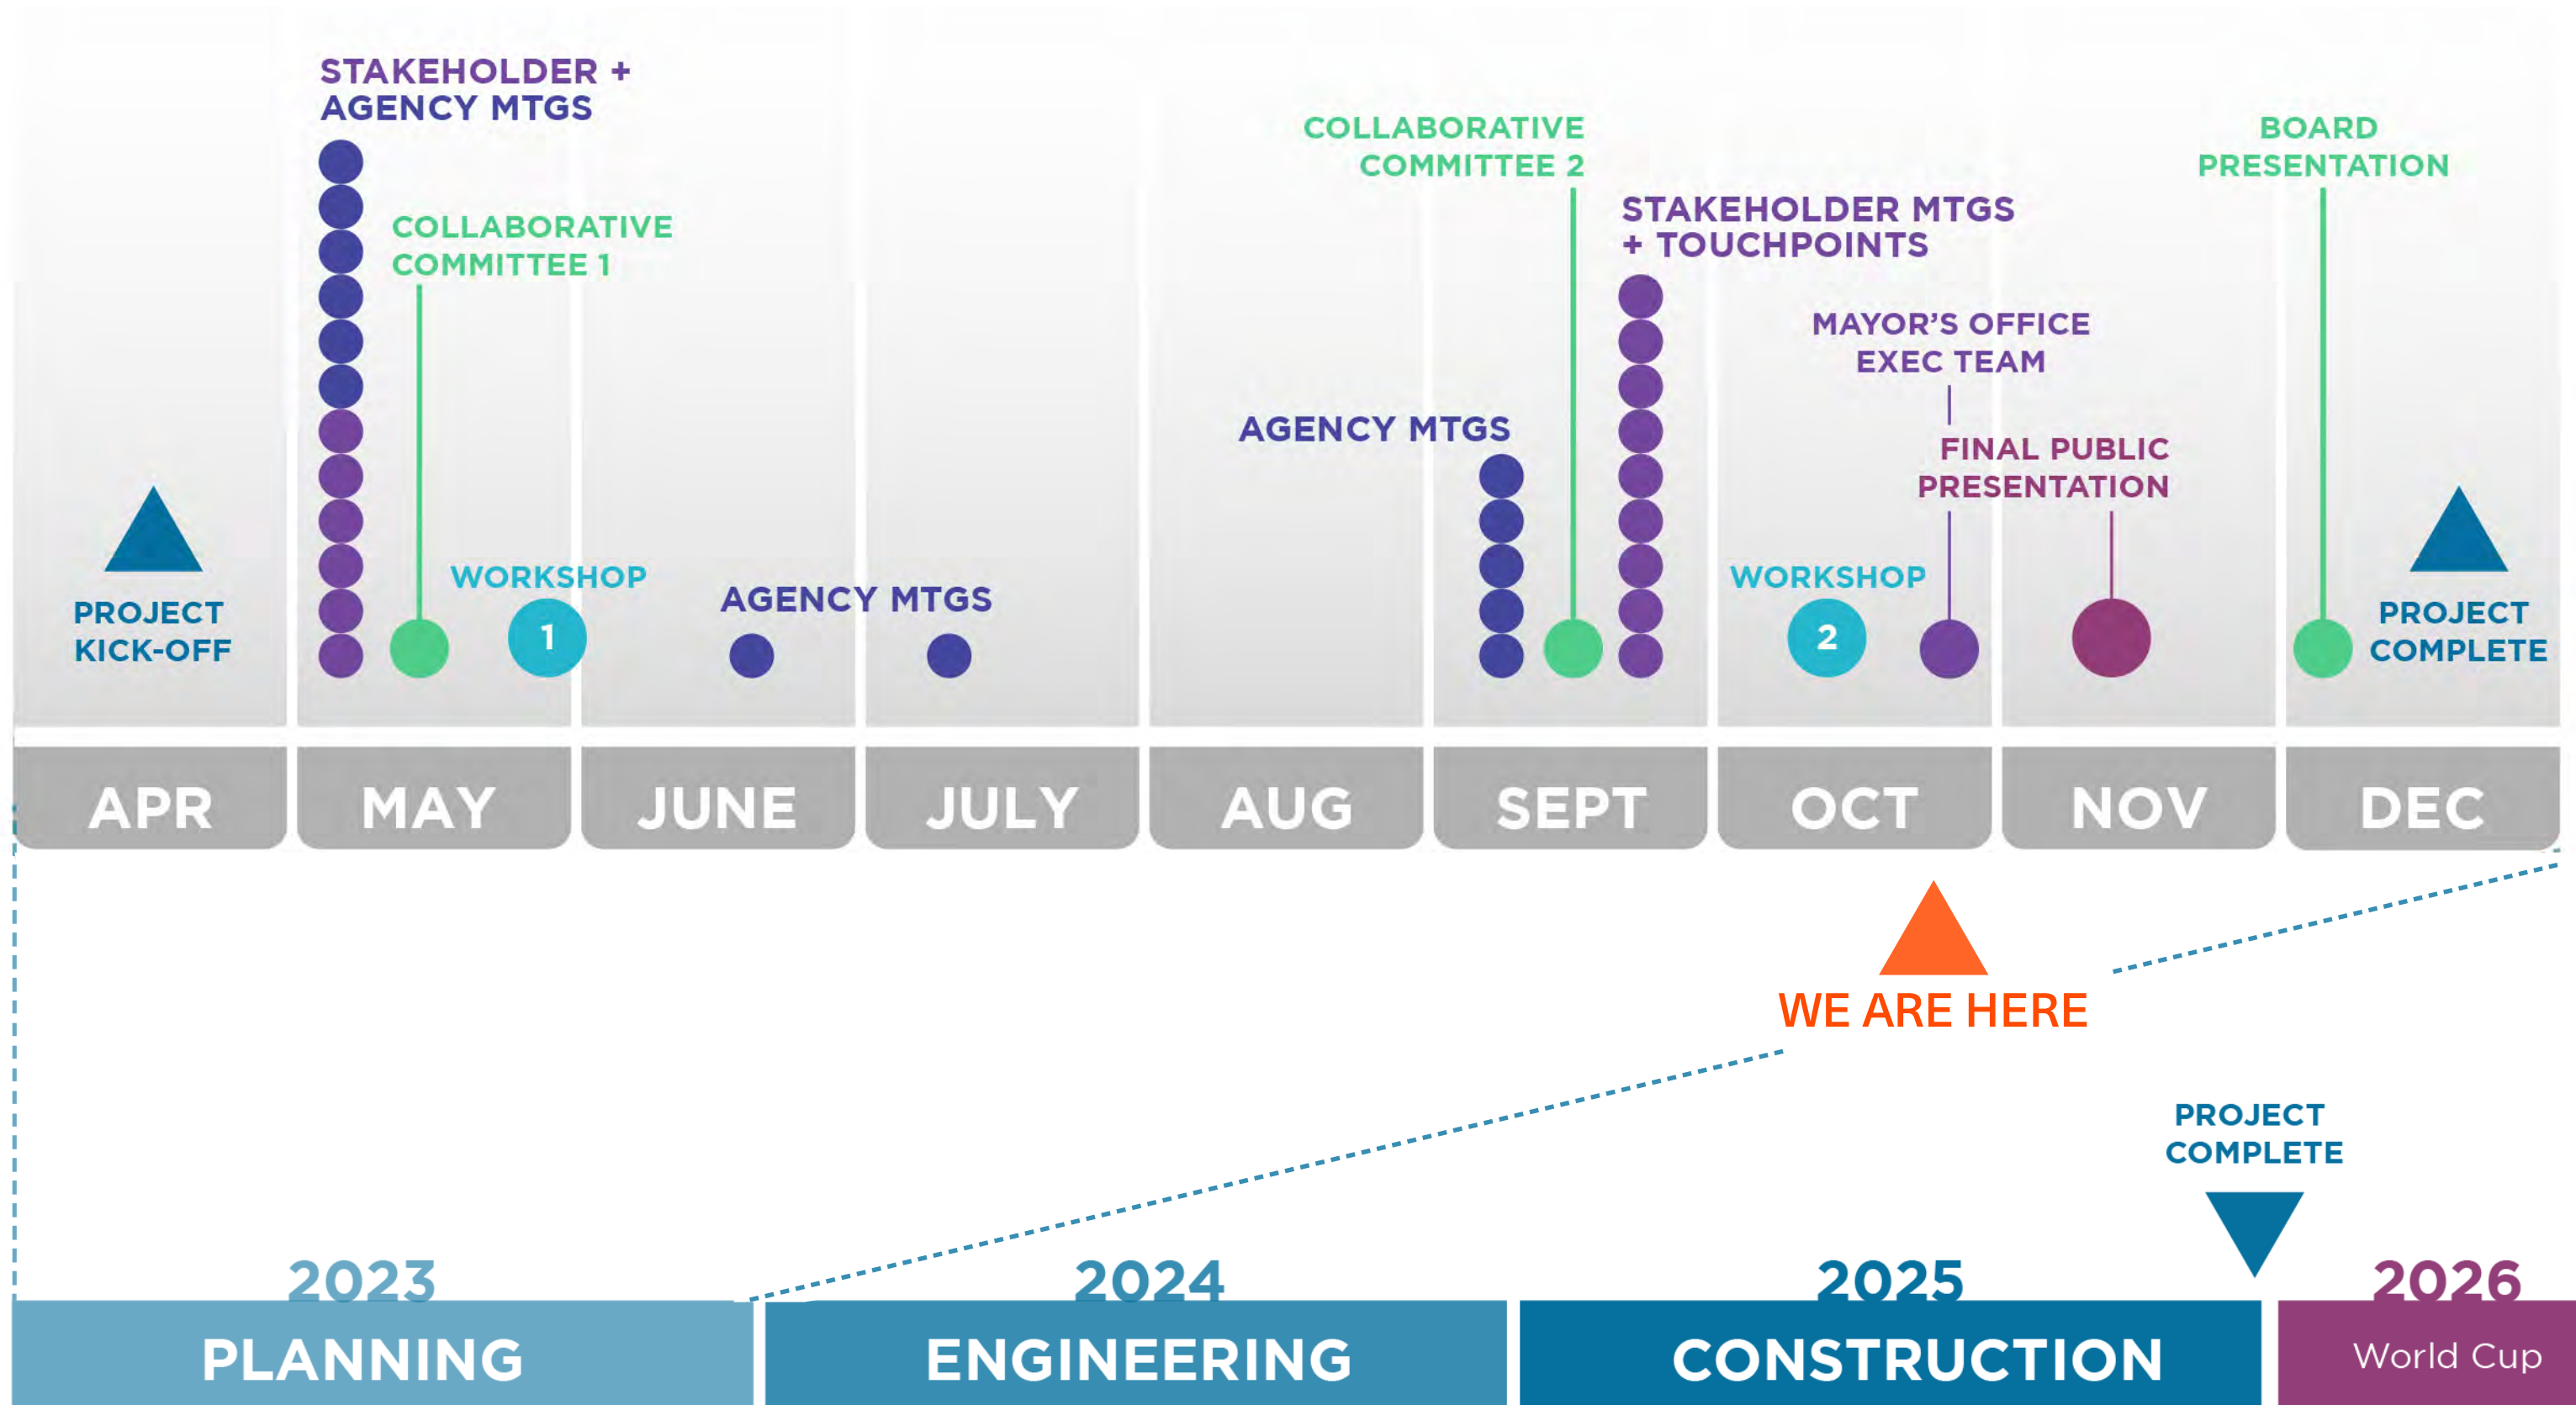 STAKEHOLDER +
AGENCY MTGS
COLLABORATIVE
COMMITTEE 1
PROJECT
KICK-OFF
WORKSHOP
1
AGENCY MTGS
COLLABORATIVE
COMMITTEE 2
AGENCY MTGS
STAKEHOLDER MTGS
+ TOUCHPOINTS
MAYOR'S OFFICE
EXEC TEAM
FINAL PUBLIC
PRESENTATION
WORKSHOP
2
BOARD
PRESENTATION
PROJECT
COMPLETE
APR
MAY
JUNE
JULY
AUG
SEPT
OCT
NOV
DEC
WE ARE HERE
PROJECT
COMPLETE
2023
PLANNING
2024
ENGINEERING
2025
CONSTRUCTION
2026
World Cup